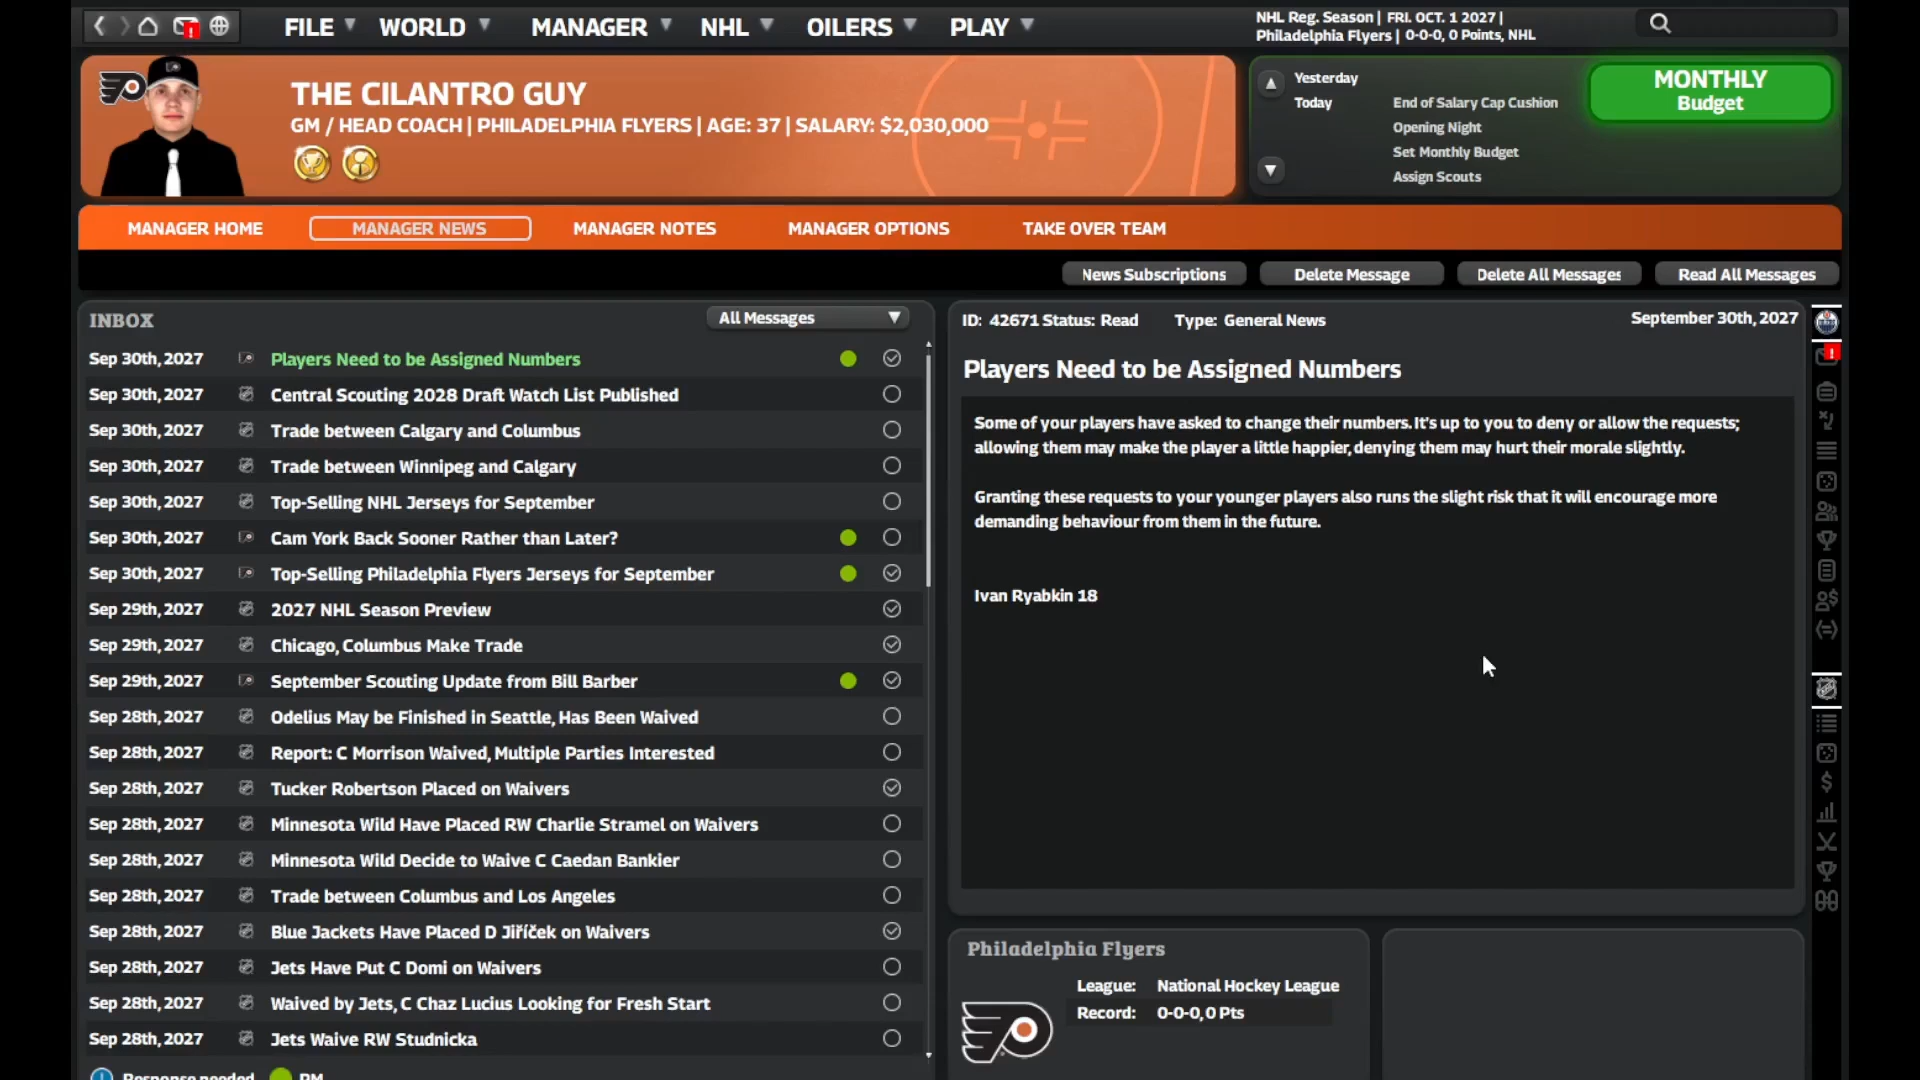 FILE WORLD MANAGER NHL OILERS PLAY
NHL Reg. Season | FRI. OCT. 1 2027 |
Philadelphia Flyers | 0-0-0, 0 Points, NHL
THE CILANTRO GUY
GM / HEAD COACH | PHILADELPHIA FLYERS | AGE: 37 | SALARY: $2,030,000
Yesterday
Today End of Salary Cap Cushion
Opening Night
Set Monthly Budget
Assign Scouts
MONTHLY
Budget
MANAGER HOME MANAGER NEWS MANAGER NOTES MANAGER OPTIONS TAKE OVER TEAM
News Subscriptions Delete Message Delete All Messages Read All Messages
INBOX All Messages
Sep 30th, 2027 Players Need to be Assigned Numbers
Sep 30th, 2027 Central Scouting 2028 Draft Watch List Published
Sep 30th, 2027 Trade between Calgary and Columbus
Sep 30th, 2027 Trade between Winnipeg and Calgary
Sep 30th, 2027 Top-Selling NHL Jerseys for September
Sep 30th, 2027 Cam York Back Sooner Rather than Later?
Sep 30th, 2027 Top-Selling Philadelphia Flyers Jerseys for September
Sep 29th, 2027 2027 NHL Season Preview
Sep 29th, 2027 Chicago, Columbus Make Trade
Sep 29th, 2027 September Scouting Update from Bill Barber
Sep 28th, 2027 Odelius May be Finished in Seattle, Has Been Waived
Sep 28th, 2027 Report: C Morrison Waived, Multiple Parties Interested
Sep 28th, 2027 Tucker Robertson Placed on Waivers
Sep 28th, 2027 Minnesota Wild Have Placed RW Charlie Stramel on Waivers
Sep 28th, 2027 Minnesota Wild Decide to Waive C Caedan Bankier
Sep 28th, 2027 Trade between Columbus and Los Angeles
Sep 28th, 2027 Blue Jackets Have Placed D Jiříček on Waivers
Sep 28th, 2027 Jets Have Put C Domi on Waivers
Sep 28th, 2027 Waived by Jets, C Chaz Lucius Looking for Fresh Start
Sep 28th, 2027 Jets Waive RW Studnicka
Response needed PM
ID: 42671 Status: Read Type: General News September 30th, 2027
Players Need to be Assigned Numbers
Some of your players have asked to change their numbers. It's up to you to deny or allow the requests;
allowing them may make the player a little happier, denying them may hurt their morale slightly.
Granting these requests to your younger players also runs the slight risk that it will encourage more
demanding behaviour from them in the future.
Ivan Ryabkin 18
Philadelphia Flyers
League: National Hockey League
Record: 0-0-0, 0 Pts